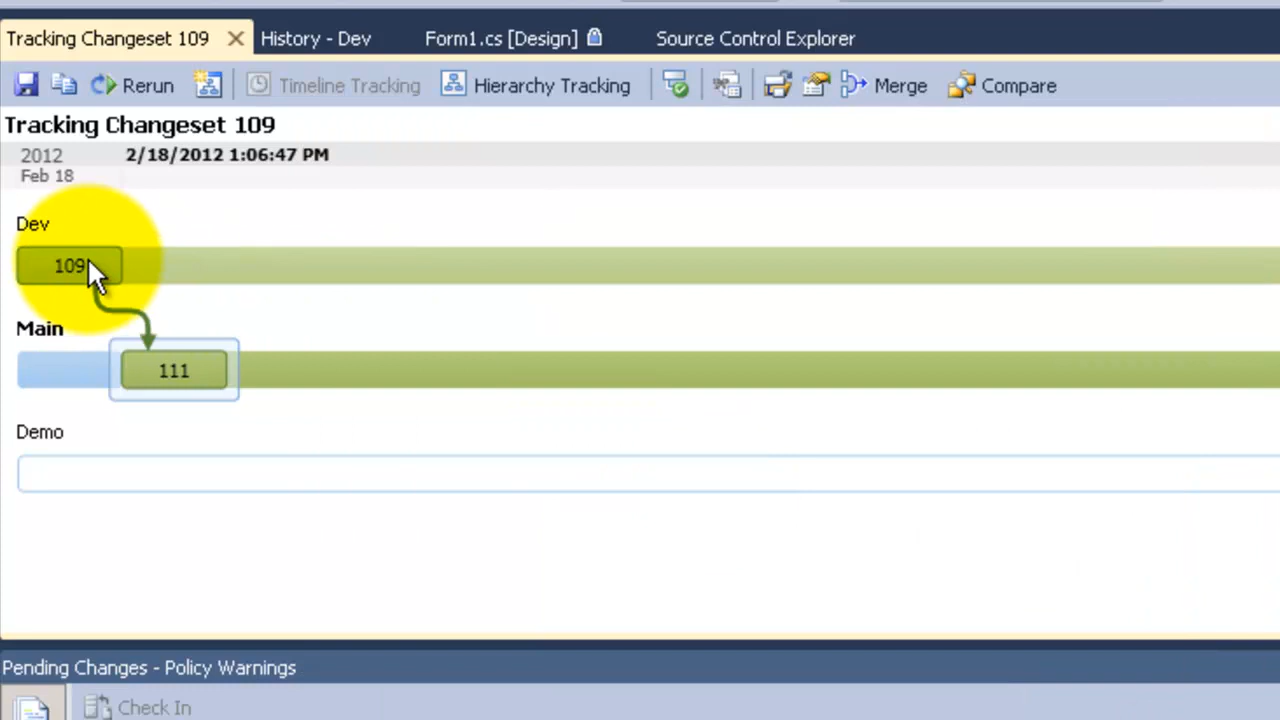 Tracking Changeset 109 History - Dev Form1.cs [Design] Source Control Explorer
Rerun Timeline Tracking Hierarchy Tracking Merge Compare
Tracking Changeset 109
2012 2/18/2012 1:06:47 PM
Feb 18
Dev
109
Main
111
Demo
Pending Changes - Policy Warnings
Check In